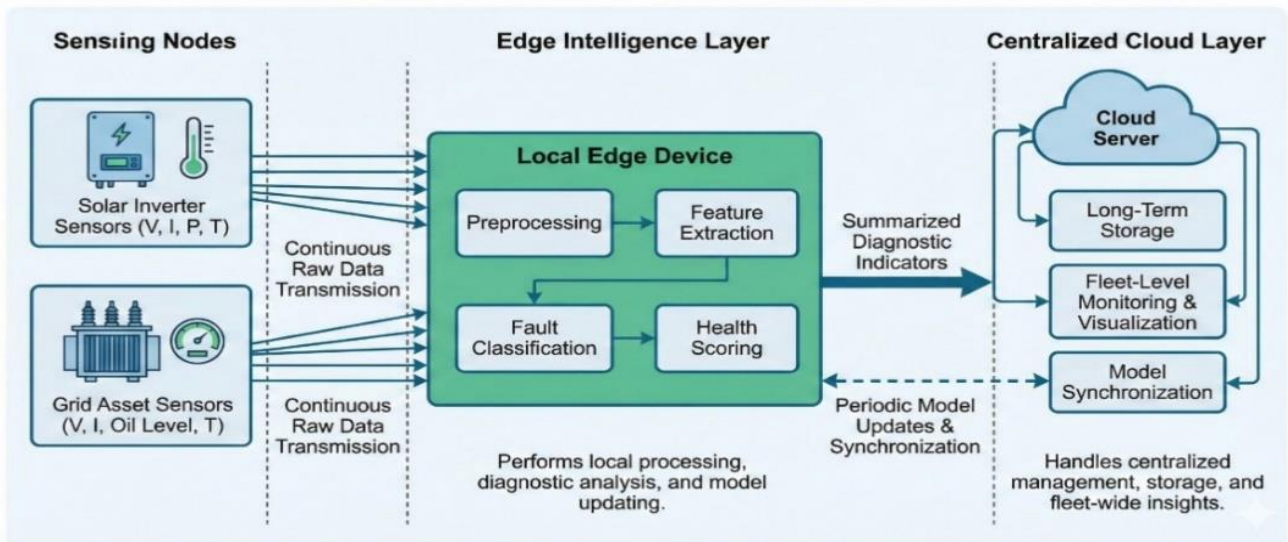 Sensing Nodes
Edge Intelligence Layer
Centralized Cloud Layer
Solar Inverter
Sensors (V, I, P, T)
Continuous
Raw Data
Transmission
Grid Asset Sensors
(V, I, Oil Level, T)
Continuous
Raw Data
Transmission
Local Edge Device
Preprocessing
Feature
Extraction
Fault
Classification
Health
Scoring
Performs local processing,
diagnostic analysis, and model
updating.
Summarized
Diagnostic
Indicators
Periodic Model
Updates &
Synchronization
Cloud
Server
Long-Term
Storage
Fleet-Level
Monitoring &
Visualization
Model
Synchronization
Handles centralized
management, storage, and
fleet-wide insights.